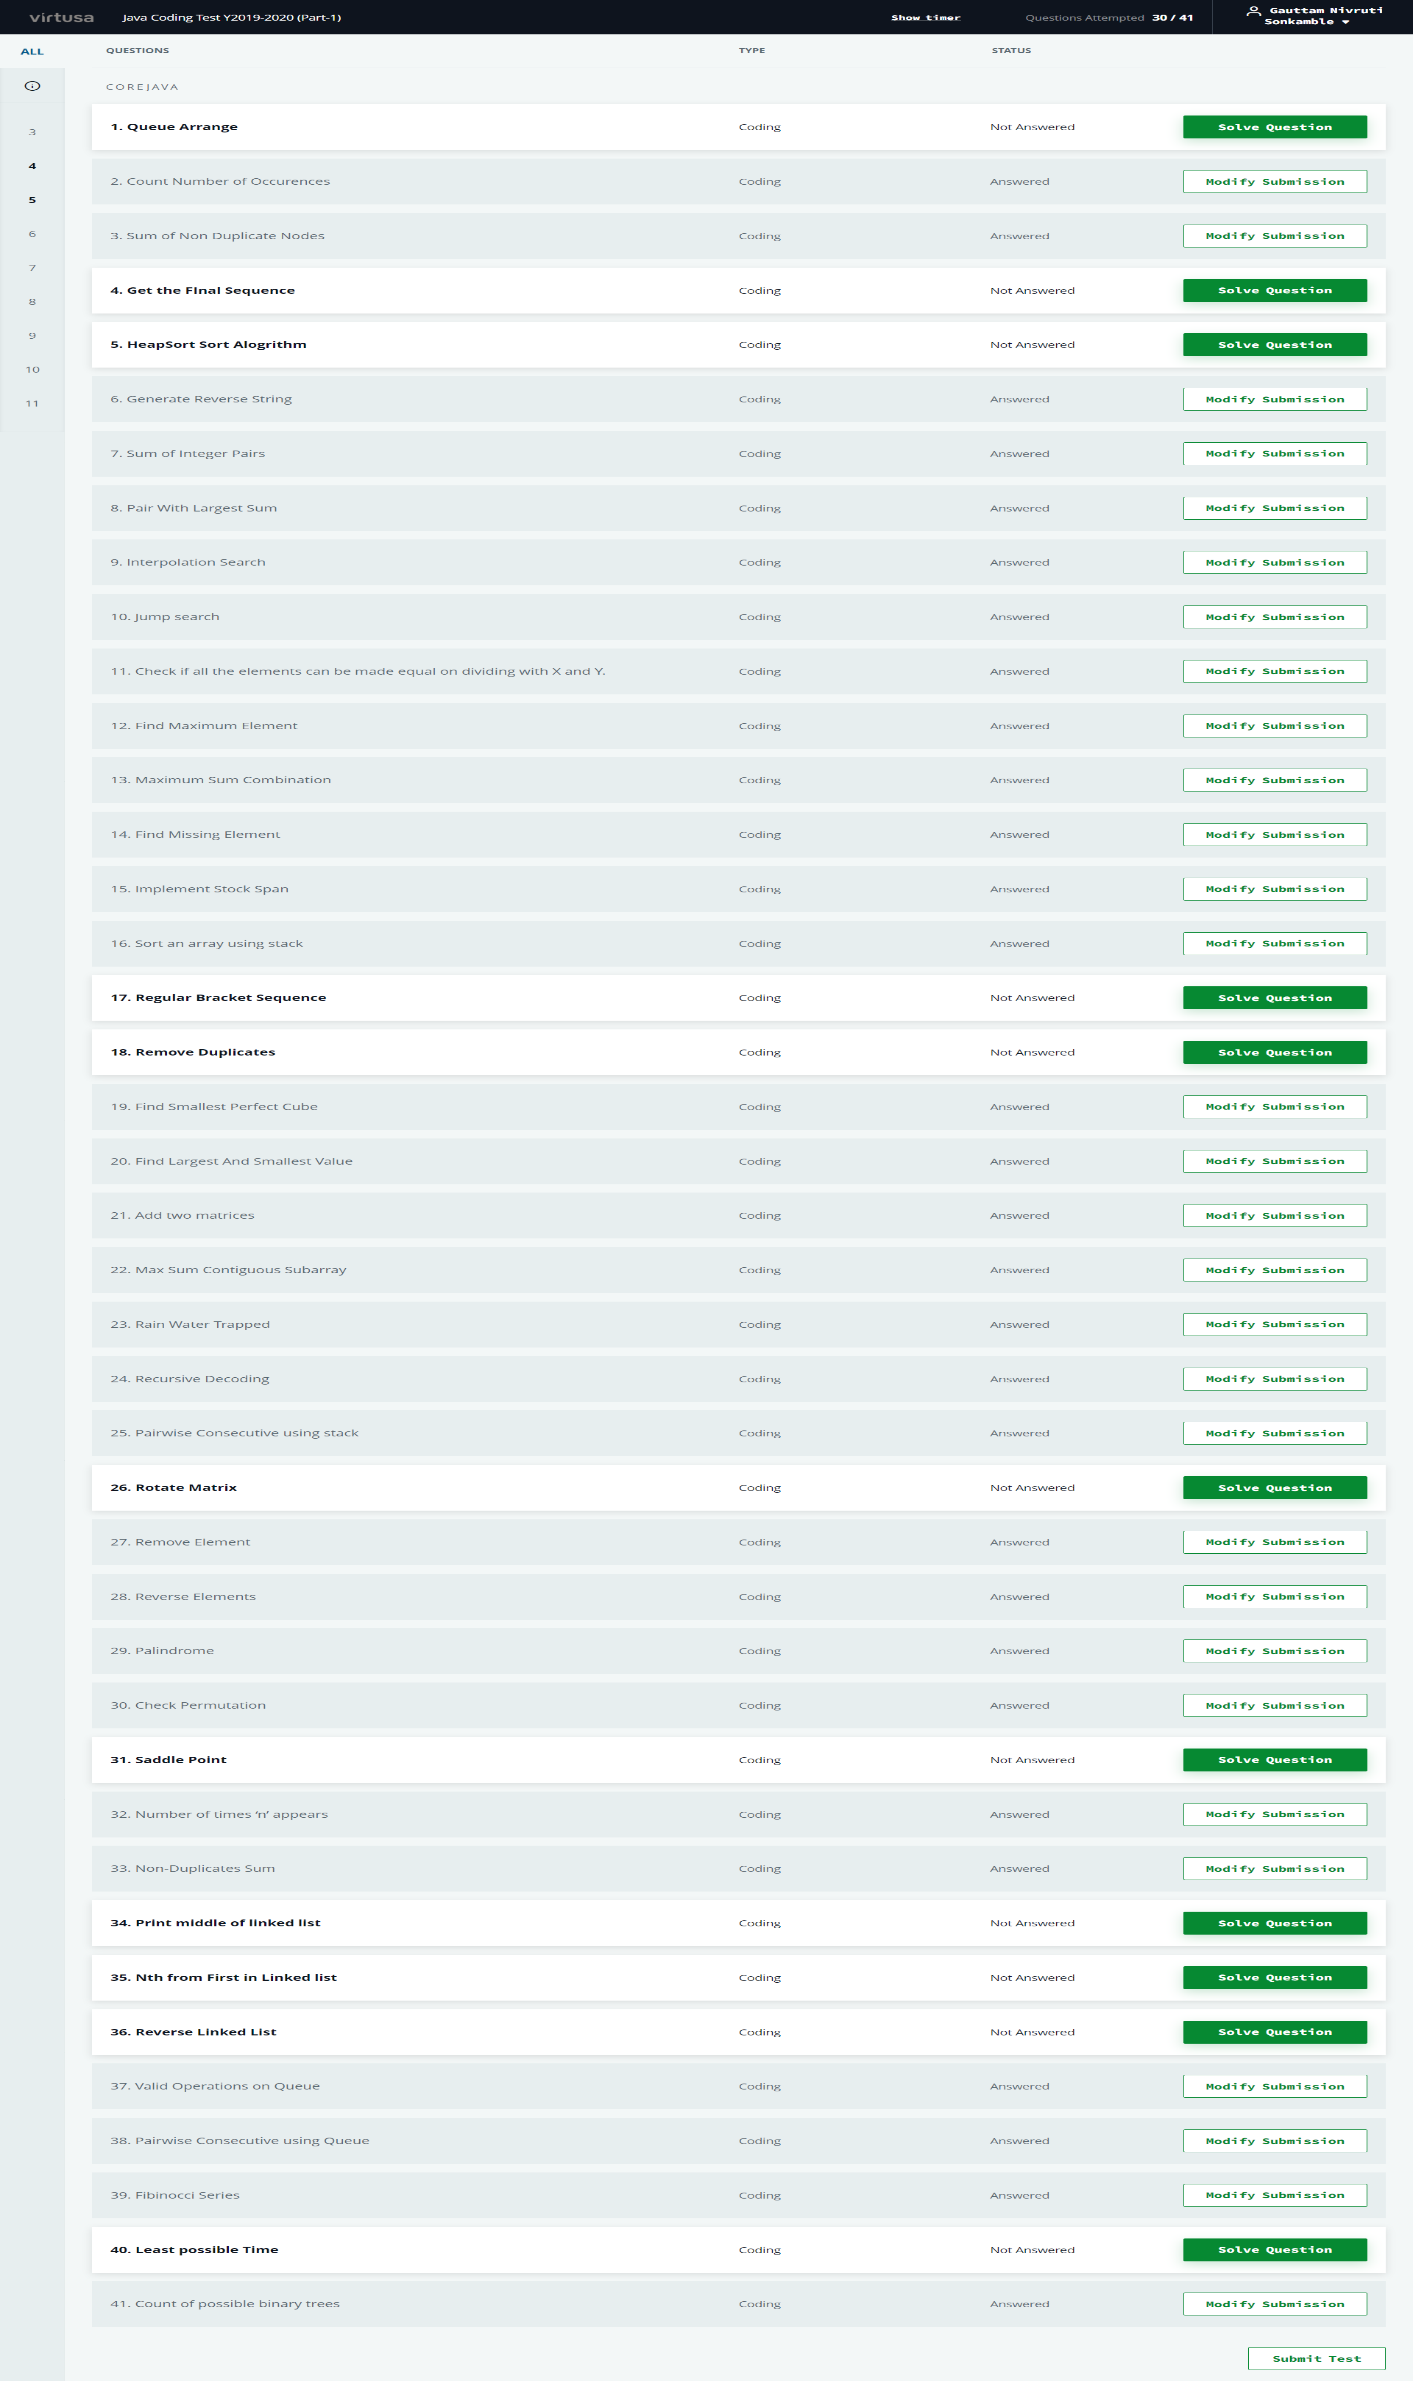 virtusa Java Coding Test Y2019-2020 (Part-1) Show timer Questions Attempted 30 / 41 Gauttam Nivruti
Sonkamble
ALL QUESTIONS TYPE STATUS
COREJAVA
1. Queue Arrange Coding Not Answered Solve Question
3
4
5
6
7
8
9
10
11
2. Count Number of Occurences Coding Answered Modify Submission
3. Sum of Non Duplicate Nodes Coding Answered Modify Submission
4. Get the FInal Sequence Coding Not Answered Solve Question
5. HeapSort Sort Alogrithm Coding Not Answered Solve Question
6. Generate Reverse String Coding Answered Modify Submission
7. Sum of Integer Pairs Coding Answered Modify Submission
8. Pair With Largest Sum Coding Answered Modify Submission
9. Interpolation Search Coding Answered Modify Submission
10. Jump search Coding Answered Modify Submission
11. Check if all the elements can be made equal on dividing with X and Y. Coding Answered Modify Submission
12. Find Maximum Element Coding Answered Modify Submission
13. Maximum Sum Combination Coding Answered Modify Submission
14. Find Missing Element Coding Answered Modify Submission
15. Implement Stock Span Coding Answered Modify Submission
16. Sort an array using stack Coding Answered Modify Submission
17. Regular Bracket Sequence Coding Not Answered Solve Question
18. Remove Duplicates Coding Not Answered Solve Question
19. Find Smallest Perfect Cube Coding Answered Modify Submission
20. Find Largest And Smallest Value Coding Answered Modify Submission
21. Add two matrices Coding Answered Modify Submission
22. Max Sum Contiguous Subarray Coding Answered Modify Submission
23. Rain Water Trapped Coding Answered Modify Submission
24. Recursive Decoding Coding Answered Modify Submission
25. Pairwise Consecutive using stack Coding Answered Modify Submission
26. Rotate Matrix Coding Not Answered Solve Question
27. Remove Element Coding Answered Modify Submission
28. Reverse Elements Coding Answered Modify Submission
29. Palindrome Coding Answered Modify Submission
30. Check Permutation Coding Answered Modify Submission
31. Saddle Point Coding Not Answered Solve Question
32. Number of times ‘n’ appears Coding Answered Modify Submission
33. Non-Duplicates Sum Coding Answered Modify Submission
34. Print middle of linked list Coding Not Answered Solve Question
35. Nth from First in Linked list Coding Not Answered Solve Question
36. Reverse Linked List Coding Not Answered Solve Question
37. Valid Operations on Queue Coding Answered Modify Submission
38. Pairwise Consecutive using Queue Coding Answered Modify Submission
39. Fibinocci Series Coding Answered Modify Submission
40. Least possible Time Coding Not Answered Solve Question
41. Count of possible binary trees Coding Answered Modify Submission
Submit Test